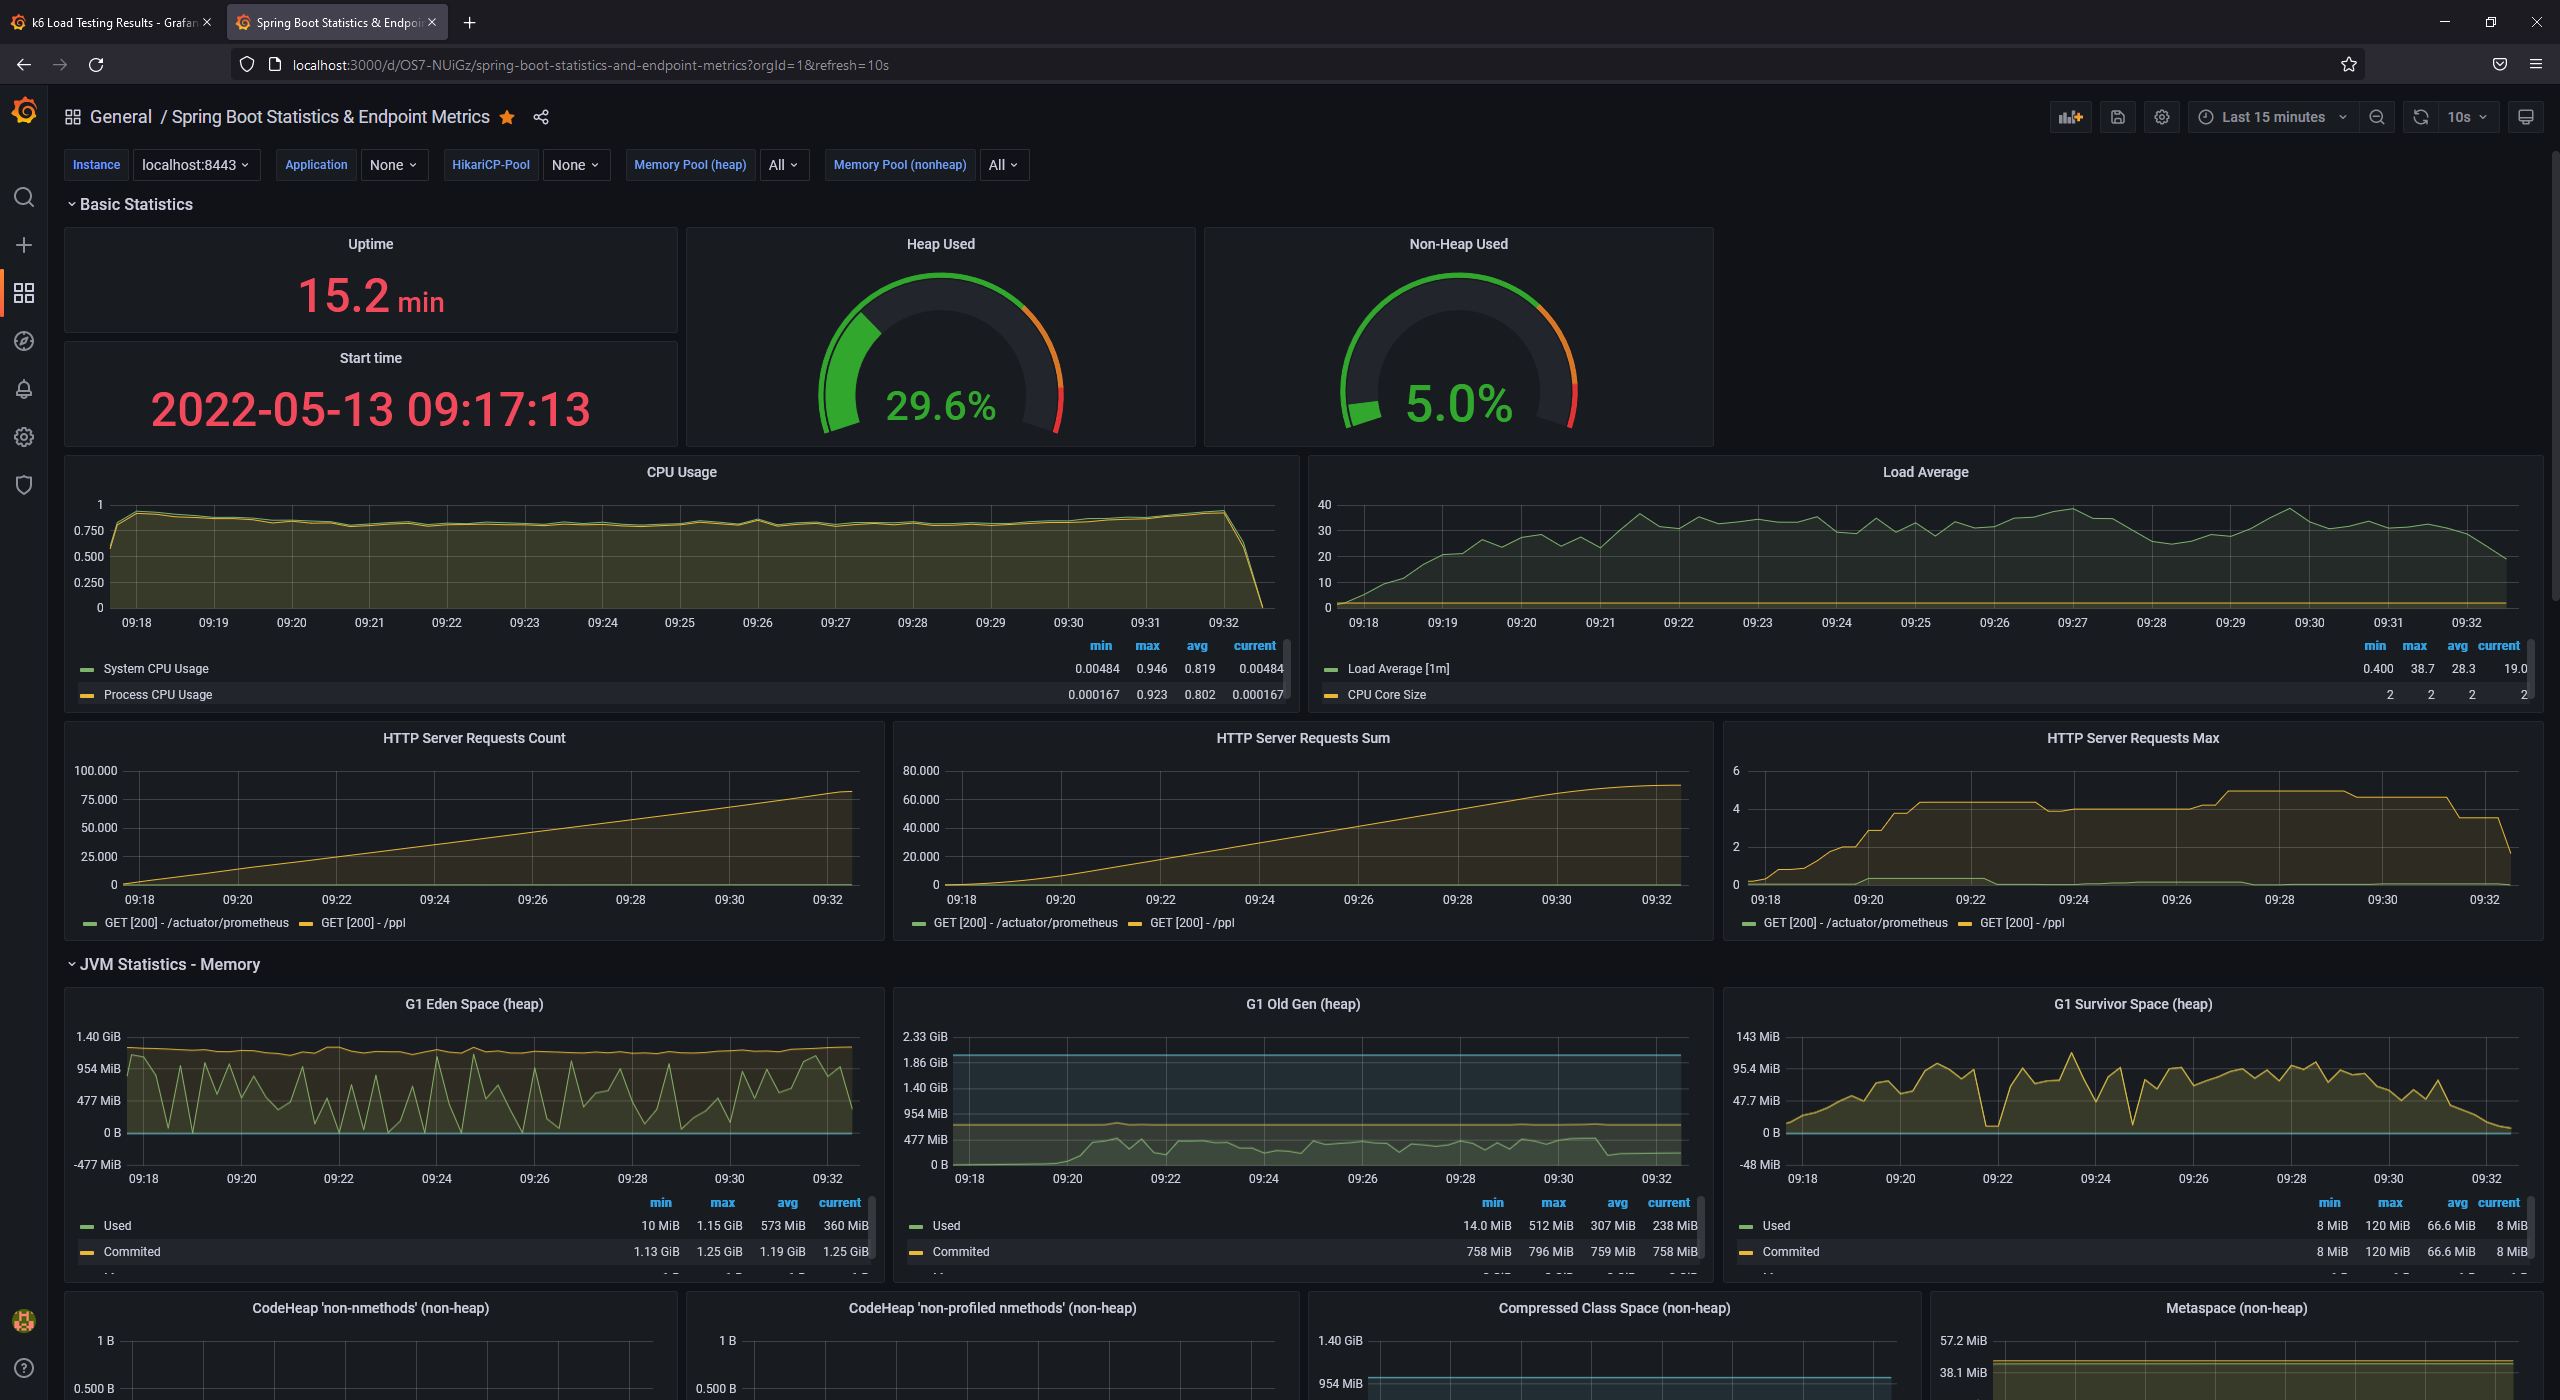 k6 Load Testing Results - Grafan
Spring Boot Statistics & Endpoi
localhost:3000/d/OS7-NUiGz/spring-boot-statistics-and-endpoint-metrics?orgId=1&refresh=10s
General / Spring Boot Statistics & Endpoint Metrics
Last 15 minutes
10s
Instance localhost:8443 Application None HikariCP-Pool None Memory Pool (heap) All Memory Pool (nonheap) All
Basic Statistics
Uptime
15.2 min
Start time
2022-05-13 09:17:13
Heap Used
29.6%
Non-Heap Used
5.0%
CPU Usage
1
0.750
0.500
0.250
0
09:18 09:19 09:20 09:21 09:22 09:23 09:24 09:25 09:26 09:27 09:28 09:29 09:30 09:31 09:32
min max avg current
System CPU Usage 0.00484 0.946 0.819 0.00484
Process CPU Usage 0.000167 0.923 0.802 0.000167
Load Average
40
30
20
10
0
09:18 09:19 09:20 09:21 09:22 09:23 09:24 09:25 09:26 09:27 09:28 09:29 09:30 09:31 09:32
min max avg current
Load Average [1m] 0.400 38.7 28.3 19.0
CPU Core Size 2 2 2 2
HTTP Server Requests Count
100.000
75.000
50.000
25.000
0
09:18 09:20 09:22 09:24 09:26 09:28 09:30 09:32
GET [200] - /actuator/prometheus GET [200] - /ppl
HTTP Server Requests Sum
80.000
60.000
40.000
20.000
0
09:18 09:20 09:22 09:24 09:26 09:28 09:30 09:32
GET [200] - /actuator/prometheus GET [200] - /ppl
HTTP Server Requests Max
6
4
2
0
09:18 09:20 09:22 09:24 09:26 09:28 09:30 09:32
GET [200] - /actuator/prometheus GET [200] - /ppl
JVM Statistics - Memory
G1 Eden Space (heap)
1.40 GiB
954 MiB
477 MiB
0 B
-477 MiB
09:18 09:20 09:22 09:24 09:26 09:28 09:30 09:32
min max avg current
Used 10 MiB 1.15 GiB 573 MiB 360 MiB
Commited 1.13 GiB 1.25 GiB 1.19 GiB 1.25 GiB
G1 Old Gen (heap)
2.33 GiB
1.86 GiB
1.40 GiB
954 MiB
477 MiB
0 B
09:18 09:20 09:22 09:24 09:26 09:28 09:30 09:32
min max avg current
Used 14.0 MiB 512 MiB 307 MiB 238 MiB
Commited 758 MiB 796 MiB 759 MiB 758 MiB
G1 Survivor Space (heap)
143 MiB
95.4 MiB
47.7 MiB
0 B
-48 MiB
09:18 09:20 09:22 09:24 09:26 09:28 09:30 09:32
min max avg current
Used 8 MiB 120 MiB 66.6 MiB 8 MiB
Commited 8 MiB 120 MiB 66.6 MiB 8 MiB
CodeHeap 'non-nmethods' (non-heap)
1 B
0.500 B
CodeHeap 'non-profiled nmethods' (non-heap)
1 B
0.500 B
Compressed Class Space (non-heap)
1.40 GiB
954 MiB
Metaspace (non-heap)
57.2 MiB
38.1 MiB